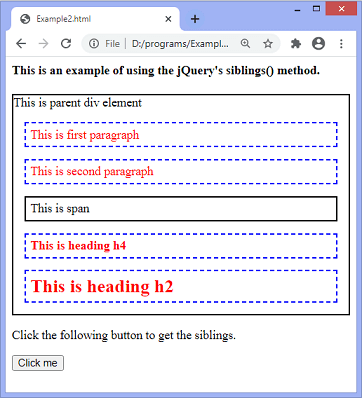 Example2.html
File | D:/programs/Exampl...
This is an example of using the jQuery's siblings() method.
This is parent div element
This is first paragraph
This is second paragraph
This is span
This is heading h4
This is heading h2
Click the following button to get the siblings.
Click me